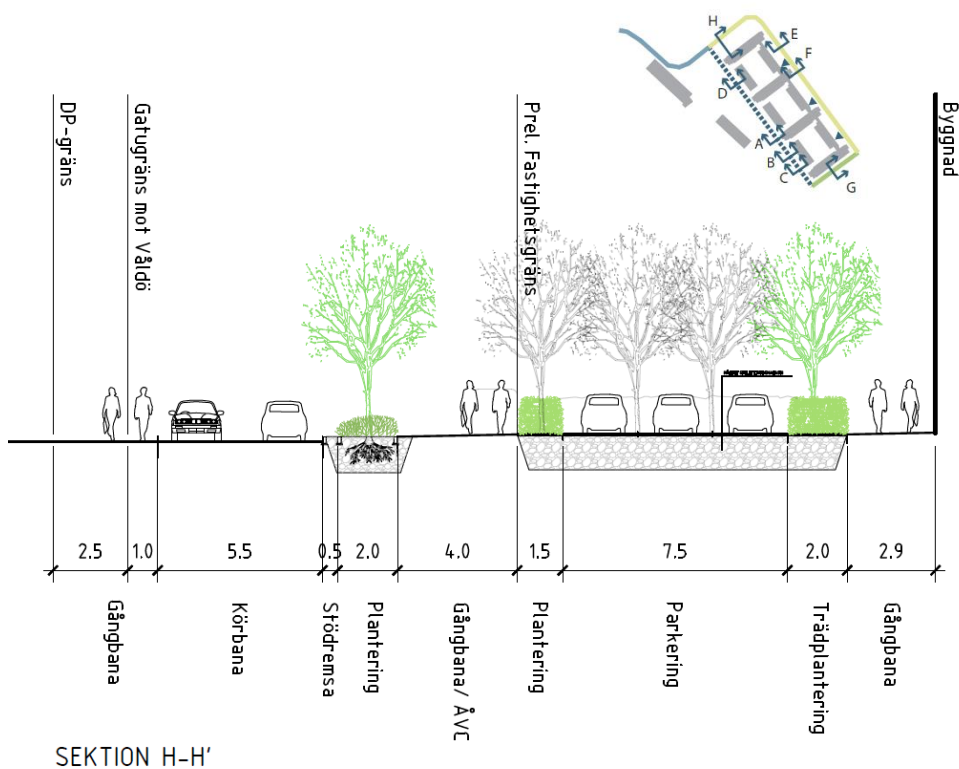 H
E
F
D
A
B
C
G
DP-gräns
Gatugräns mot Våldö
Prel. Fastighetsgräns
Byggnad
2.5
1.0
5.5
0.5
2.0
4.0
1.5
7.5
2.0
2.9
Gångbana
Körbana
Stödremsa
Plantering
Gångbana/ ÅVC
Plantering
Parkering
Trädplantering
Gångbana
SEKTION H-H'